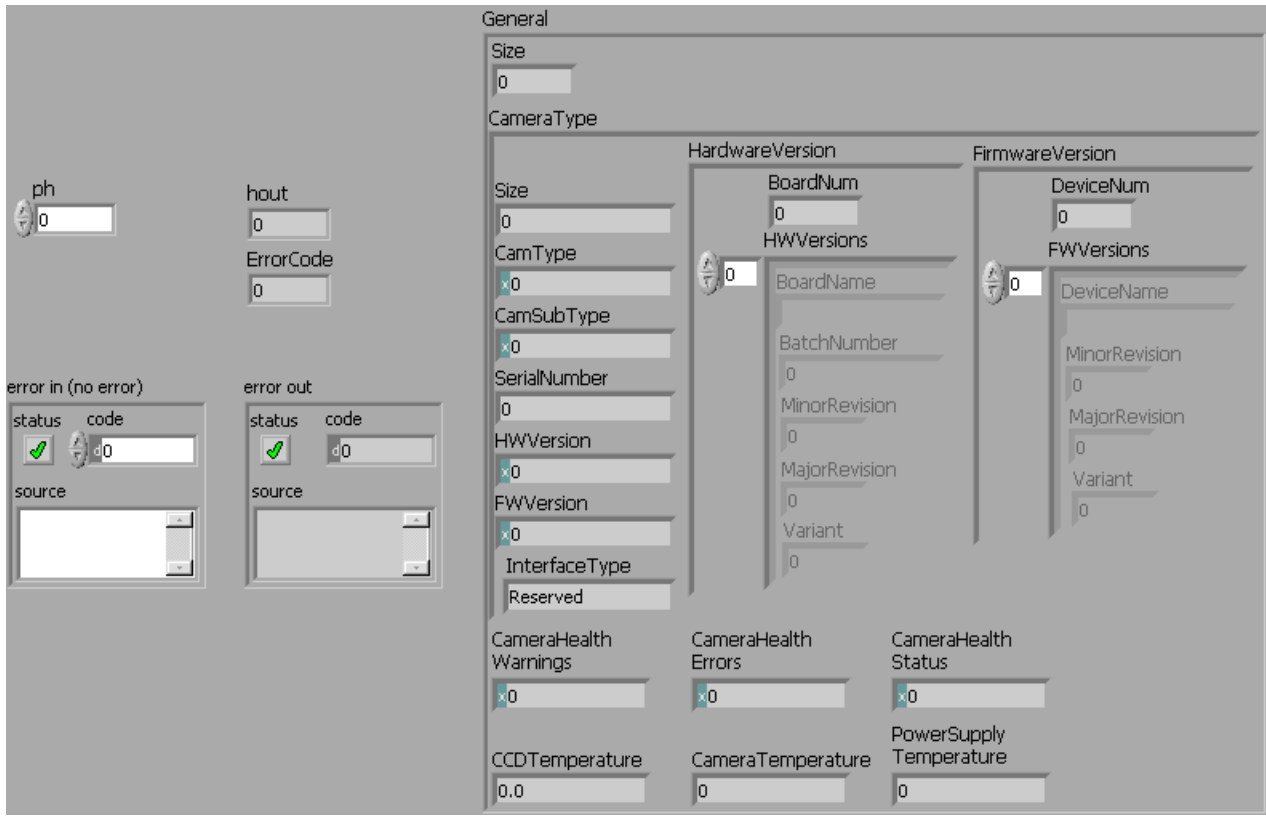 General
Size
0
CameraType
HardwareVersion
FirmwareVersion
ph
0
hout
0
ErrorCode
0
Size
0
CamType
x0
CamSubType
x0
SerialNumber
0
HWVersion
x0
FWVersion
x0
InterfaceType
Reserved
BoardNum
0
HWVersions
0
BoardName
BatchNumber
0
MinorRevision
0
MajorRevision
0
Variant
0
DeviceNum
0
FWVersions
0
DeviceName
MinorRevision
0
MajorRevision
0
Variant
0
error in (no error)
status code
d0
source
error out
status code
d0
source
CameraHealth
Warnings
x0
CameraHealth
Errors
x0
CameraHealth
Status
x0
CCDTemperature
0.0
CameraTemperature
0
PowerSupply
Temperature
0